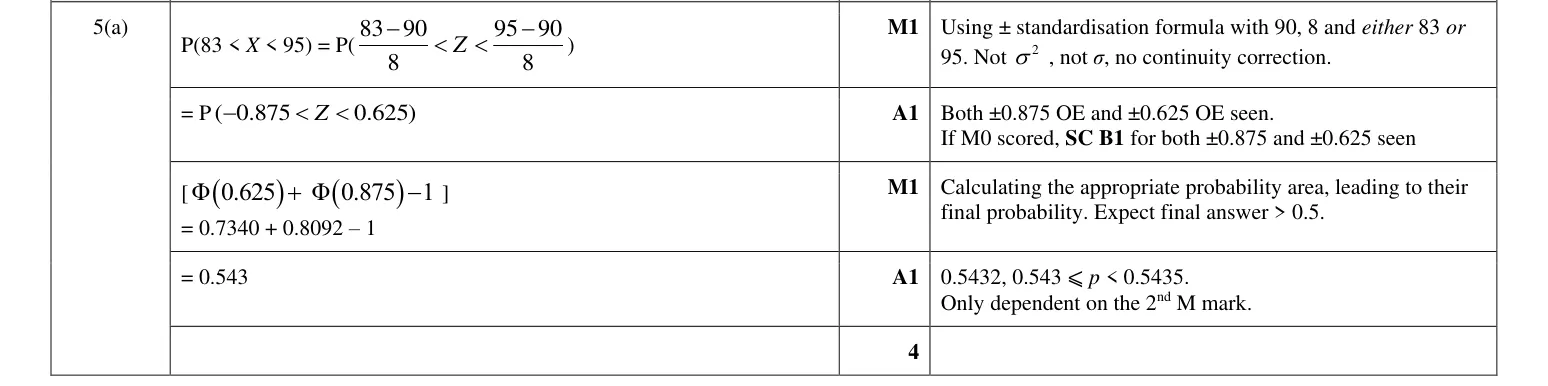 5(a)
P(83 < X < 95) = P( (83 – 90)/8 < Z < (95 – 90)/8 )
M1
Using ± standardisation formula with 90, 8 and either 83 or
95. Not σ² , not σ, no continuity correction.
= P (–0.875 < Z < 0.625)
A1
Both ±0.875 OE and ±0.625 OE seen.
If M0 scored, SC B1 for both ±0.875 and ±0.625 seen
[ Φ(0.625) + Φ(0.875) – 1 ]
= 0.7340 + 0.8092 – 1
M1
Calculating the appropriate probability area, leading to their
final probability. Expect final answer > 0.5.
= 0.543
A1
0.5432, 0.543 ⩽ p < 0.5435.
Only dependent on the 2nd M mark.
4